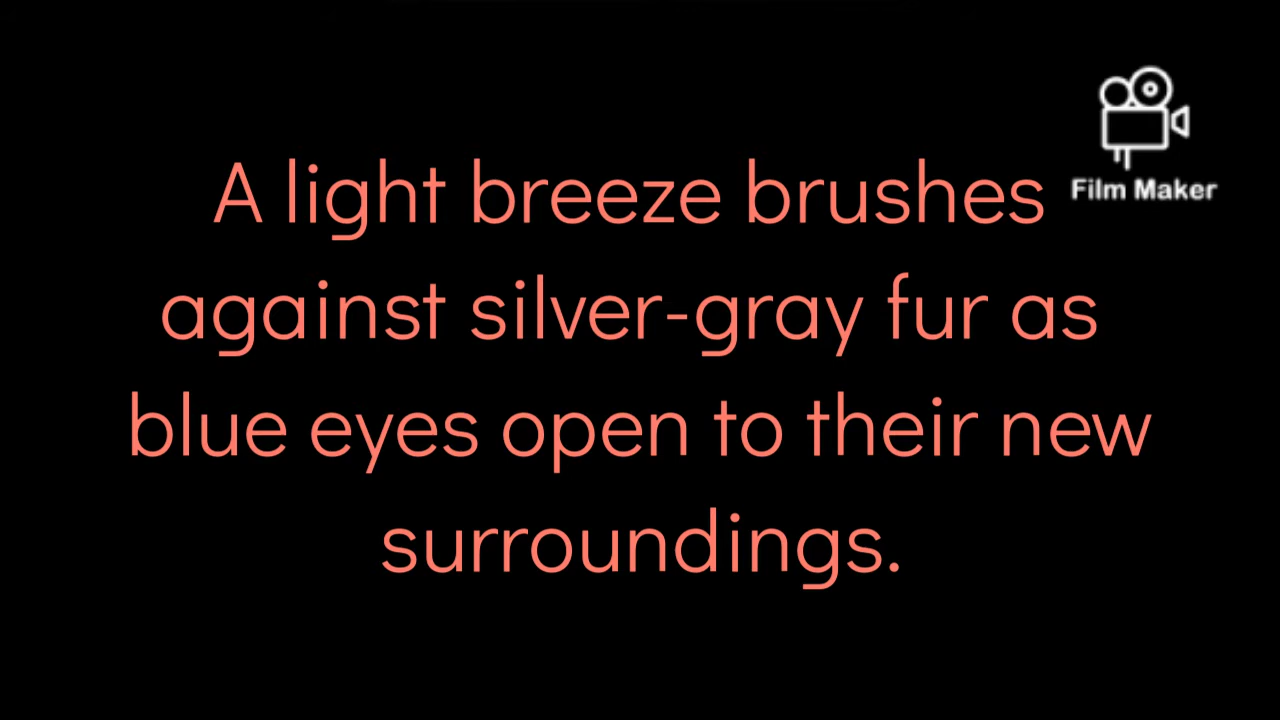 Film Maker
A light breeze brushes
against silver-gray fur as
blue eyes open to their new
surroundings.